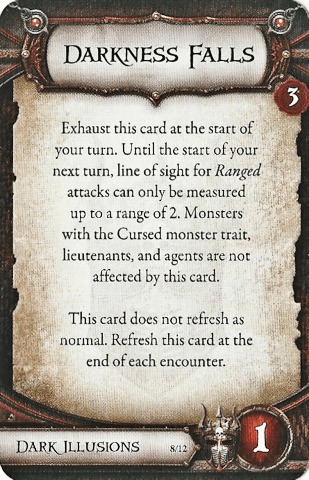 Darkness Falls
3
Exhaust this card at the start of
your turn. Until the start of your
next turn, line of sight for Ranged
attacks can only be measured
up to a range of 2. Monsters
with the Cursed monster trait,
lieutenants, and agents are not
affected by this card.
This card does not refresh as
normal. Refresh this card at the
end of each encounter.
Dark Illusions 8/12 1